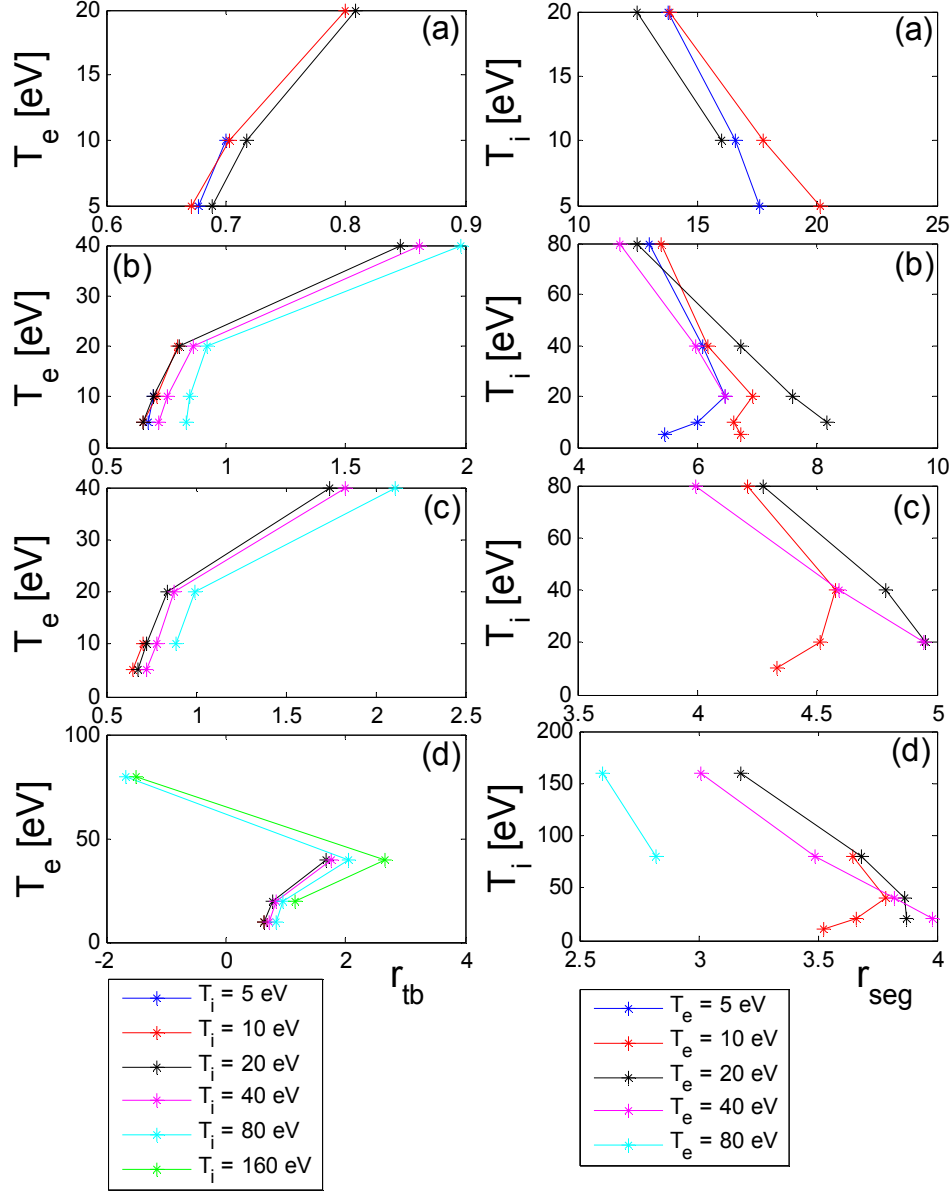 T_e [eV]
20
15
10
5
0.6 0.7 0.8 0.9
(a)
T_i [eV]
20
15
10
5
10 15 20 25
(a)
T_e [eV]
40
30
20
10
0
0.5 1 1.5 2
(b)
T_i [eV]
80
60
40
20
0
4 6 8 10
(b)
T_e [eV]
40
30
20
10
0
0.5 1 1.5 2 2.5
(c)
T_i [eV]
80
60
40
20
0
3.5 4 4.5 5
(c)
T_e [eV]
100
50
0
-2 0 2 4
r_tb
(d)
T_i [eV]
200
150
100
50
0
2.5 3 3.5 4
r_seg
(d)
T_i = 5 eV
T_i = 10 eV
T_i = 20 eV
T_i = 40 eV
T_i = 80 eV
T_i = 160 eV
T_e = 5 eV
T_e = 10 eV
T_e = 20 eV
T_e = 40 eV
T_e = 80 eV